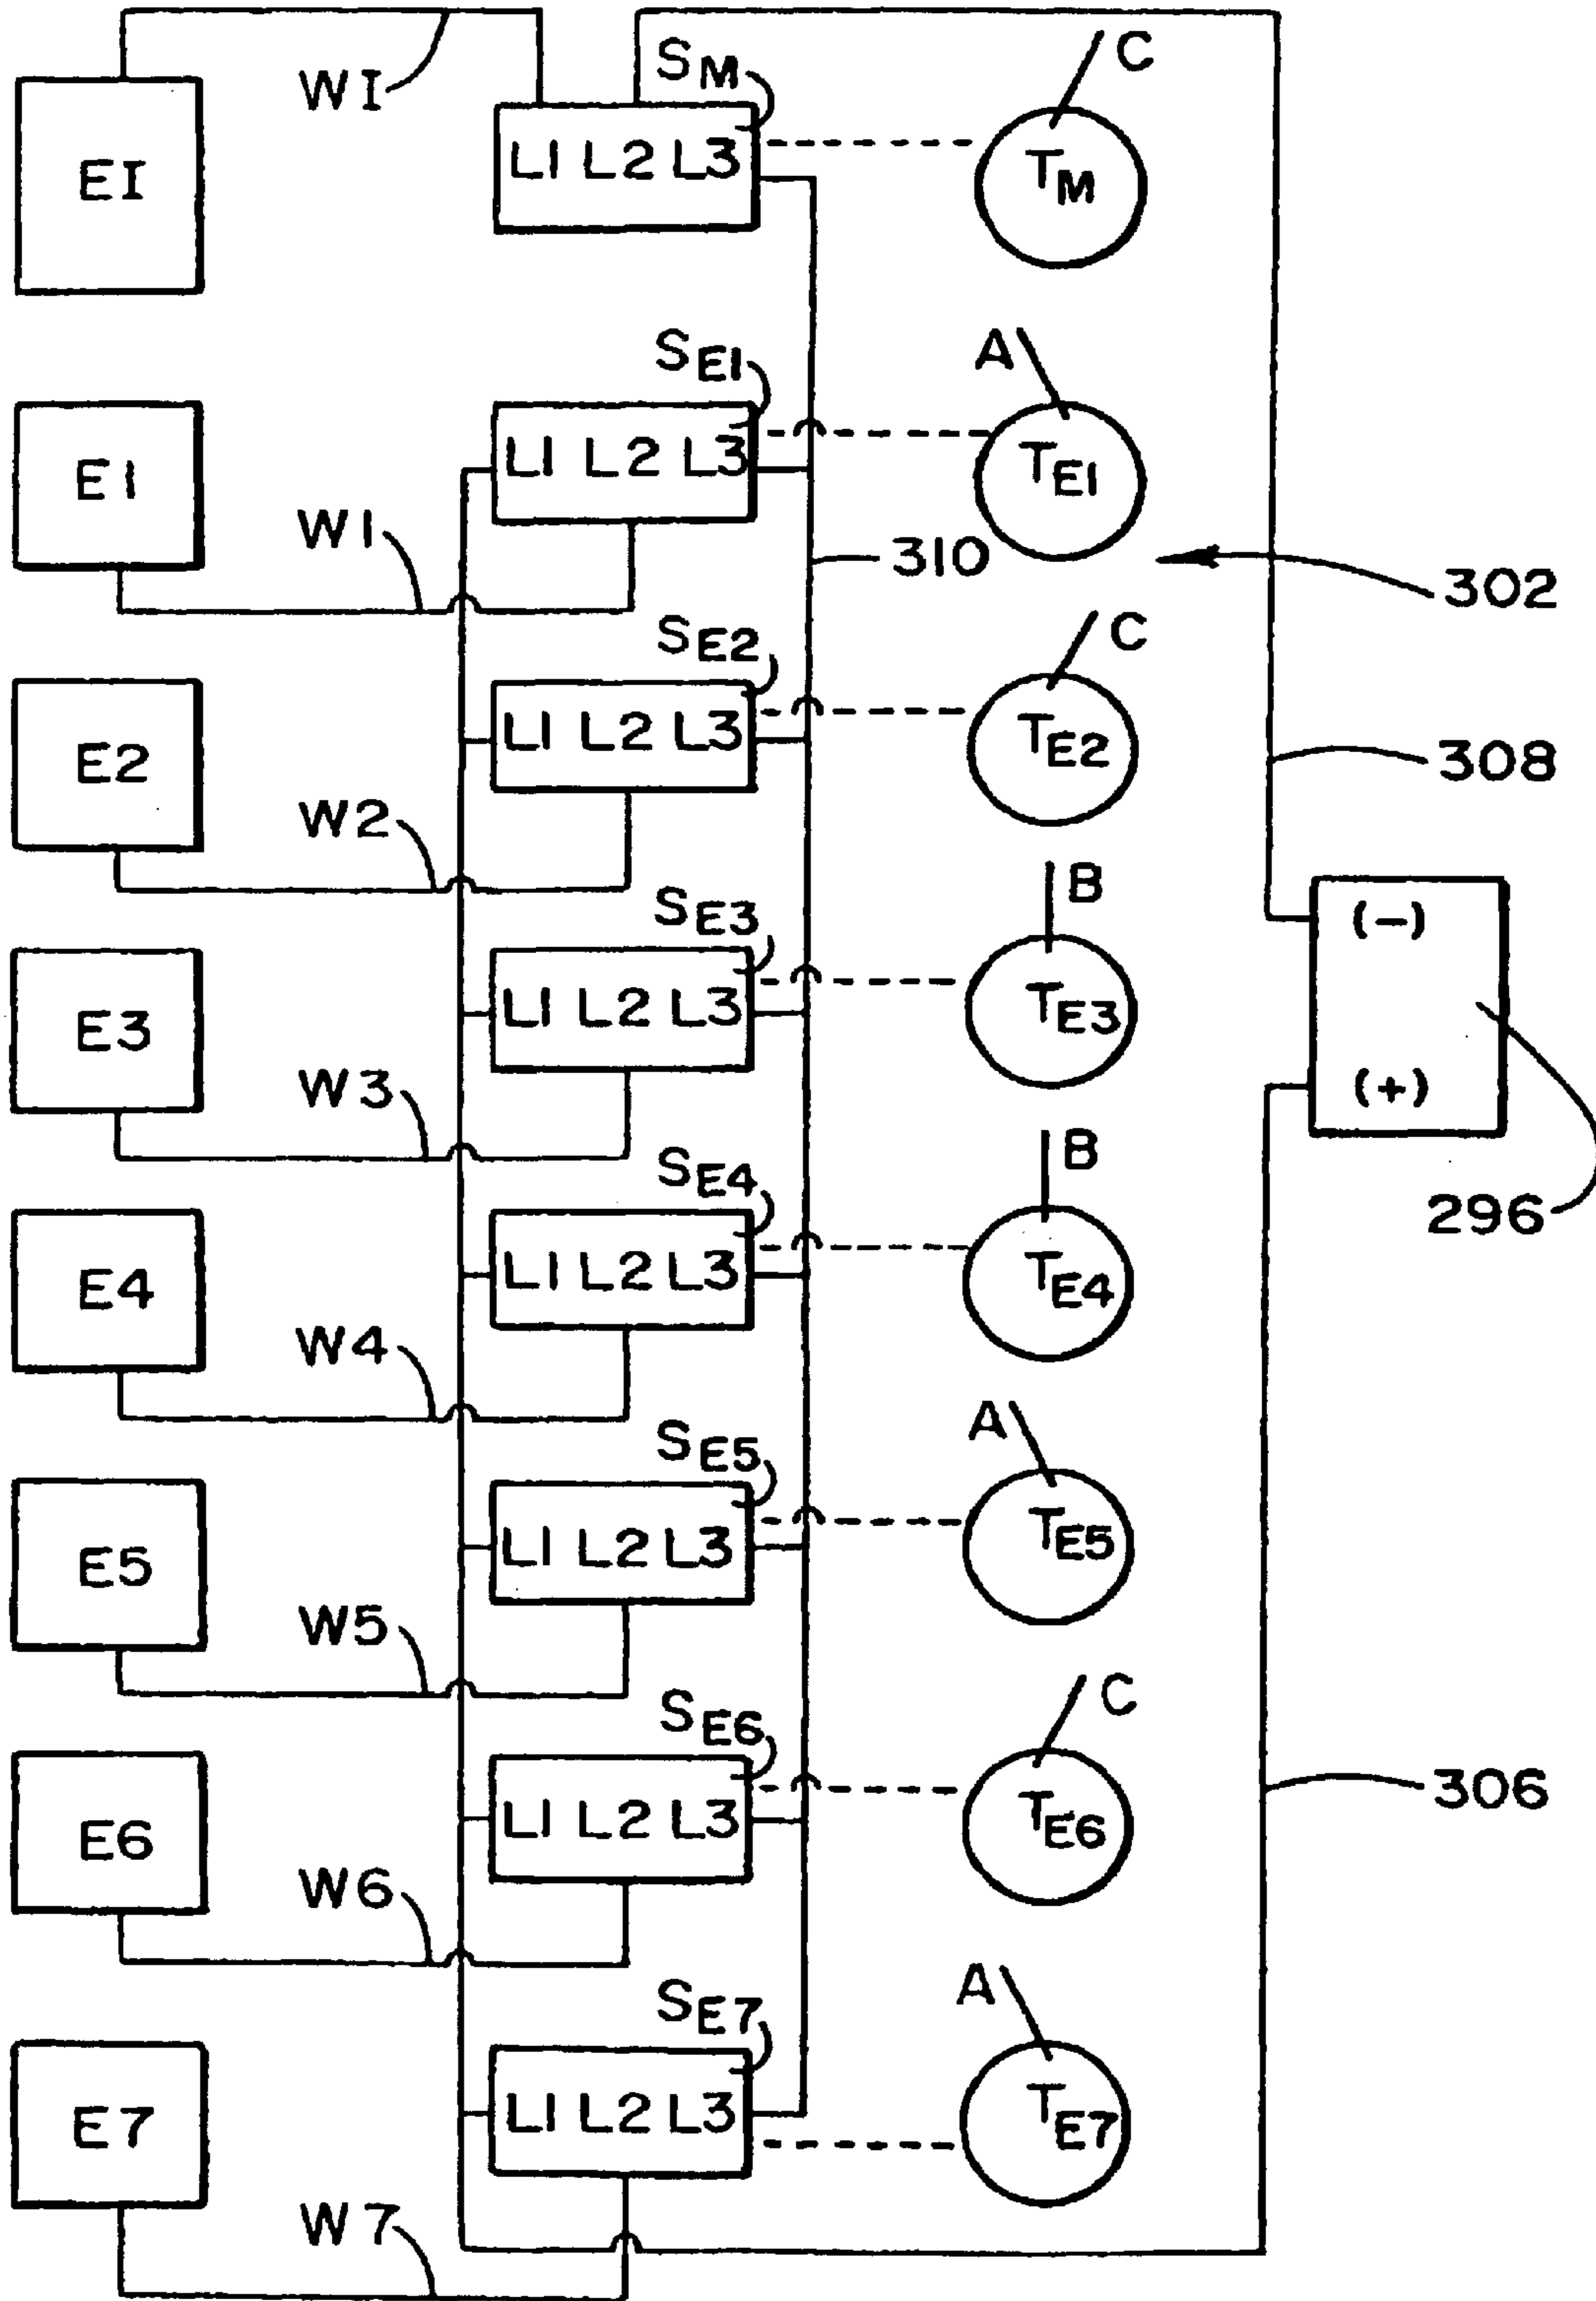 WI
SM
C
EI
L1 L2 L3
TM
SE1
A
E1
L1 L2 L3
TE1
W1
310
302
SE2
C
E2
L1 L2 L3
TE2
308
W2
SE3
B
(-)
E3
L1 L2 L3
TE3
W3
(+)
SE4
B
296
E4
L1 L2 L3
TE4
W4
SE5
A
E5
L1 L2 L3
TE5
W5
SE6
C
306
E6
L1 L2 L3
TE6
W6
SE7
A
E7
L1 L2 L3
TE7
W7